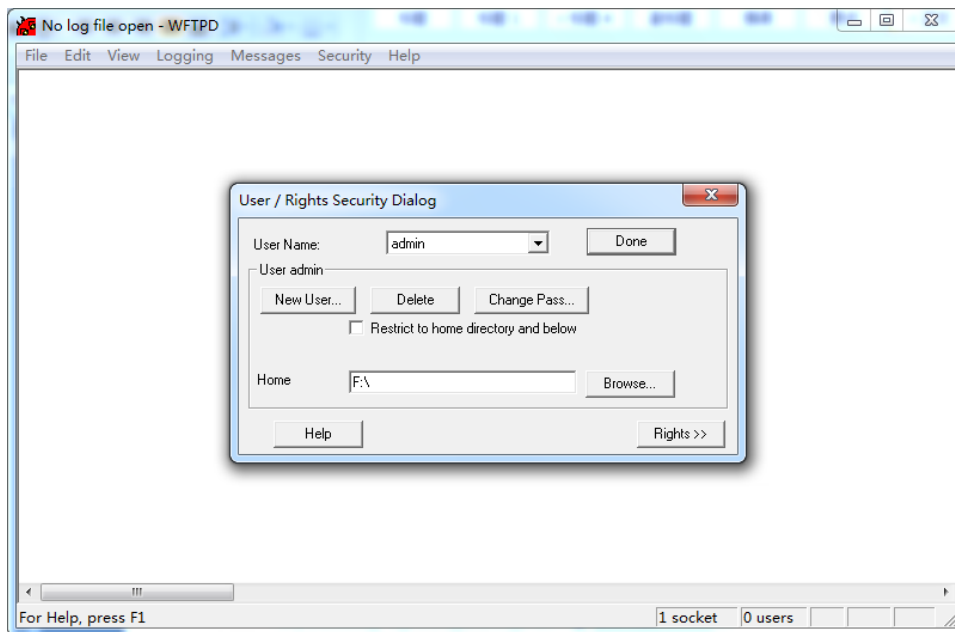 No log file open - WFTPD
File Edit View Logging Messages Security Help
User / Rights Security Dialog
User Name: admin Done
User admin
New User... Delete Change Pass...
Restrict to home directory and below
Home F:\ Browse...
Help Rights >>
For Help, press F1 1 socket 0 users